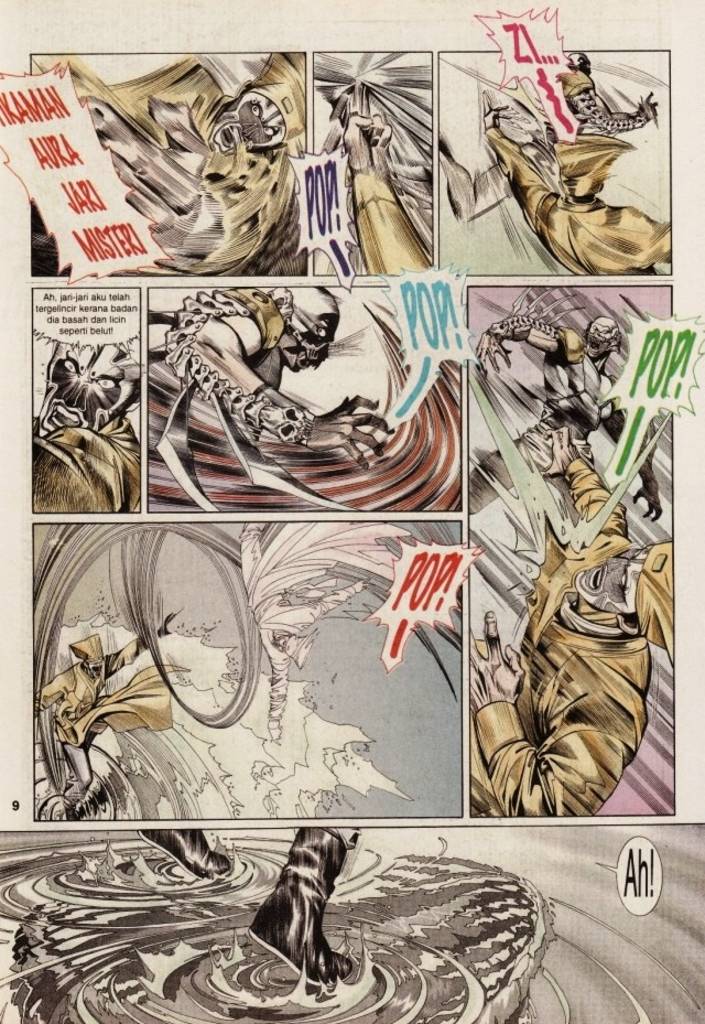 IKAMAN
AURA
JARI
MISTERI
POP!
ZI...
Ah, jari-jari aku telah
tergelincir kerana badan
dia basah dan licin
seperti belut!
POP!
POP!
POP!
9
Ah!